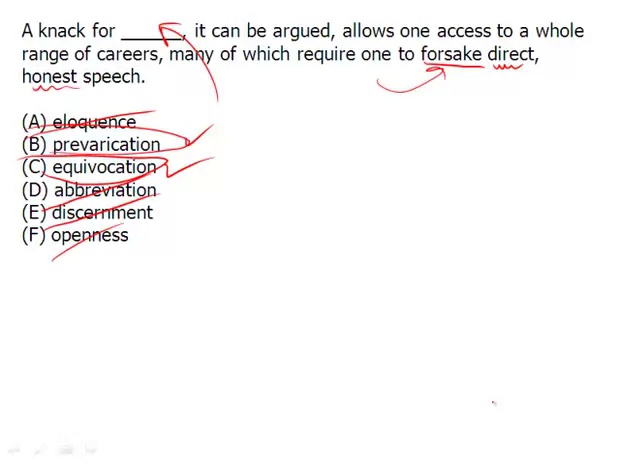 A knack for ______, it can be argued, allows one access to a whole
range of careers, many of which require one to forsake direct,
honest speech.
(A) eloquence
(B) prevarication
(C) equivocation
(D) abbreviation
(E) discernment
(F) openness